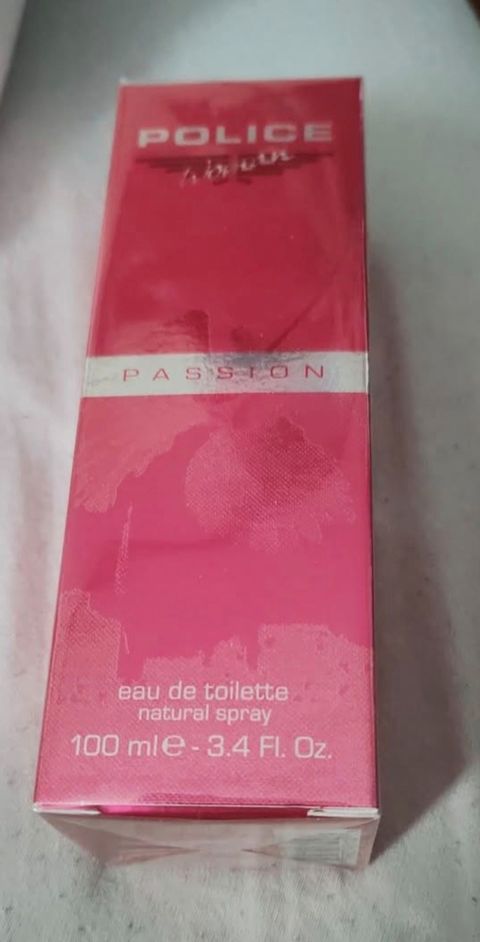 POLICE
Woman
PASSION
eau de toilette
natural spray
100 ml e - 3.4 Fl. Oz.